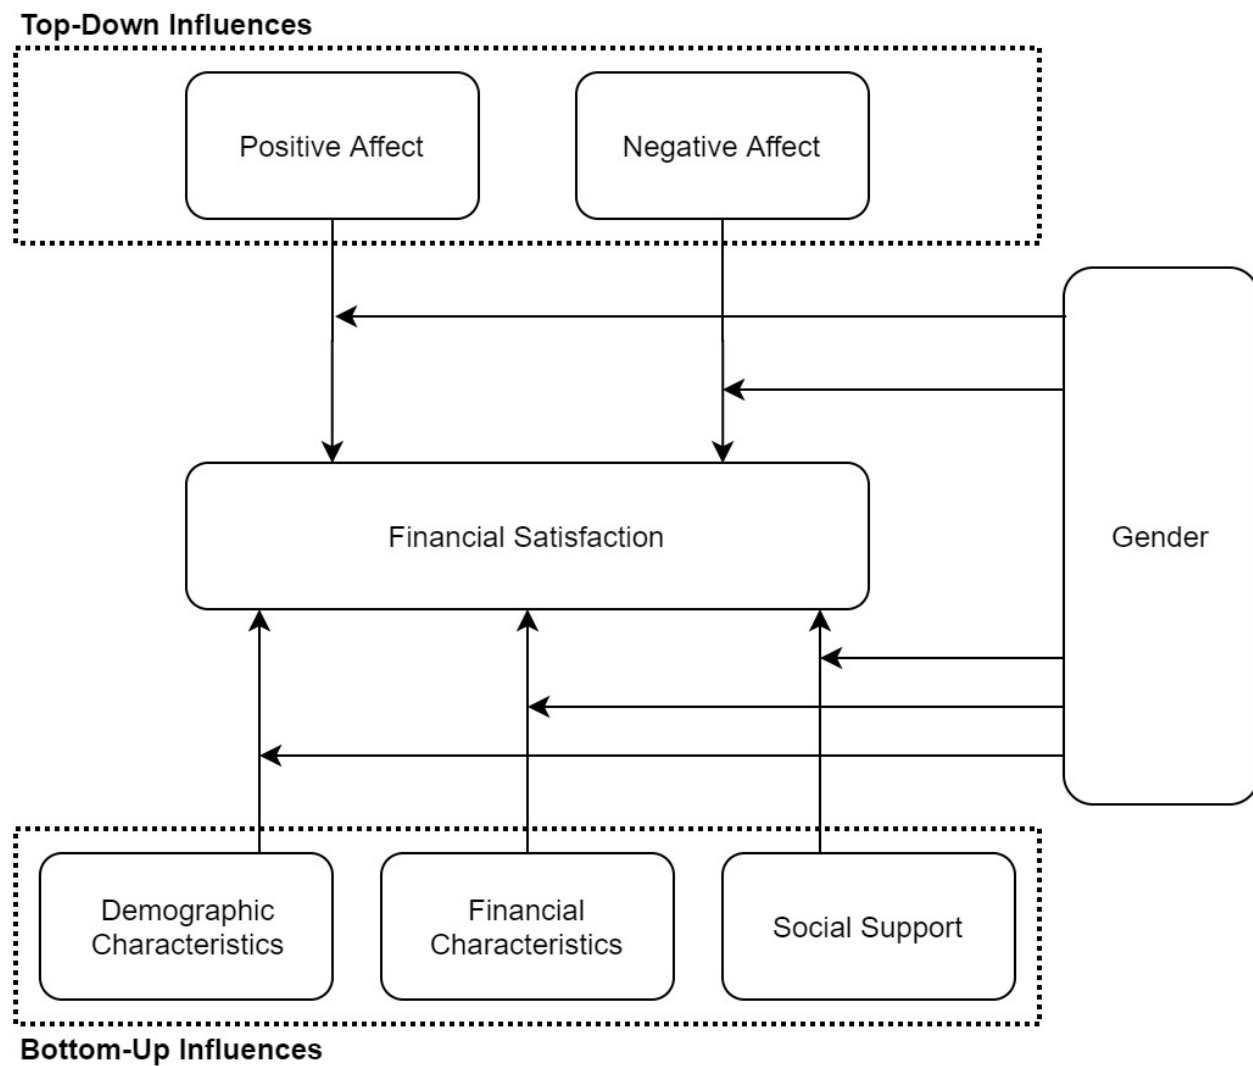 Top-Down Influences
Positive Affect
Negative Affect
Financial Satisfaction
Gender
Demographic
Characteristics
Financial
Characteristics
Social Support
Bottom-Up Influences